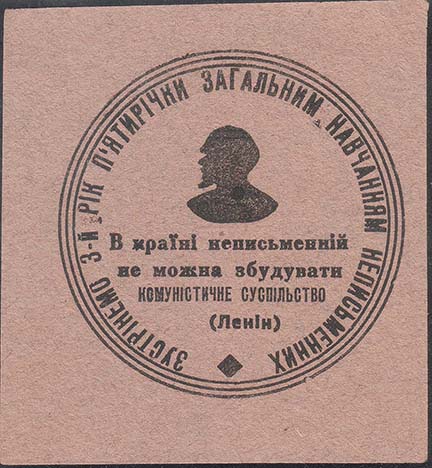 ЗУСТРІНЕМО 3-Й РІК П'ЯТИРІЧКИ ЗАГАЛЬНИМ НАВЧАННЯМ НЕПИСЬМЕННИХ
В країні неписьменній
не можна збудувати
КОМУНІСТИЧНЕ СУСПІЛЬСТВО
(Ленін)